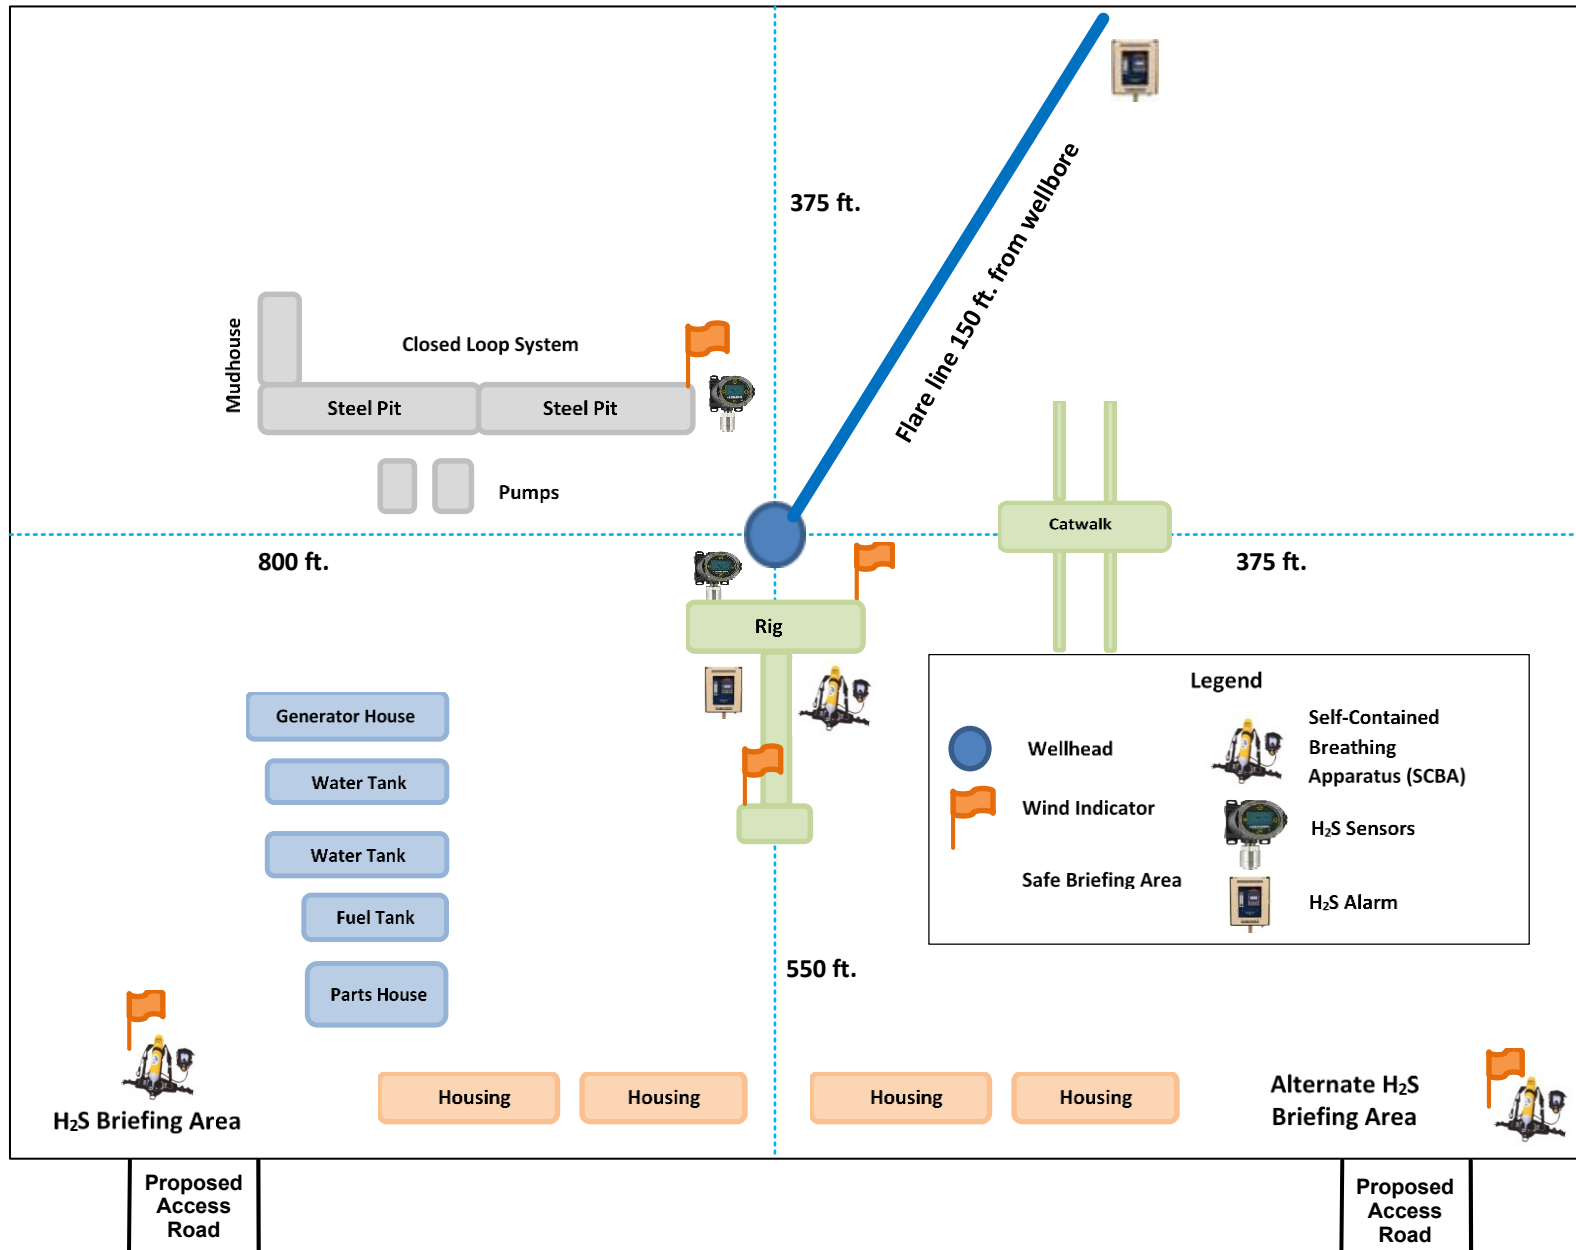 375 ft.
Flare line 150 ft. from wellbore
Mudhouse
Closed Loop System
Steel Pit
Steel Pit
Pumps
Catwalk
800 ft.
375 ft.
Rig
Generator House
Water Tank
Water Tank
Fuel Tank
Parts House
Legend
Wellhead
Wind Indicator
Safe Briefing Area
Self-Contained
Breathing
Apparatus (SCBA)
H₂S Sensors
H₂S Alarm
550 ft.
H₂S Briefing Area
Housing
Housing
Housing
Housing
Alternate H₂S
Briefing Area
Proposed
Access
Road
Proposed
Access
Road